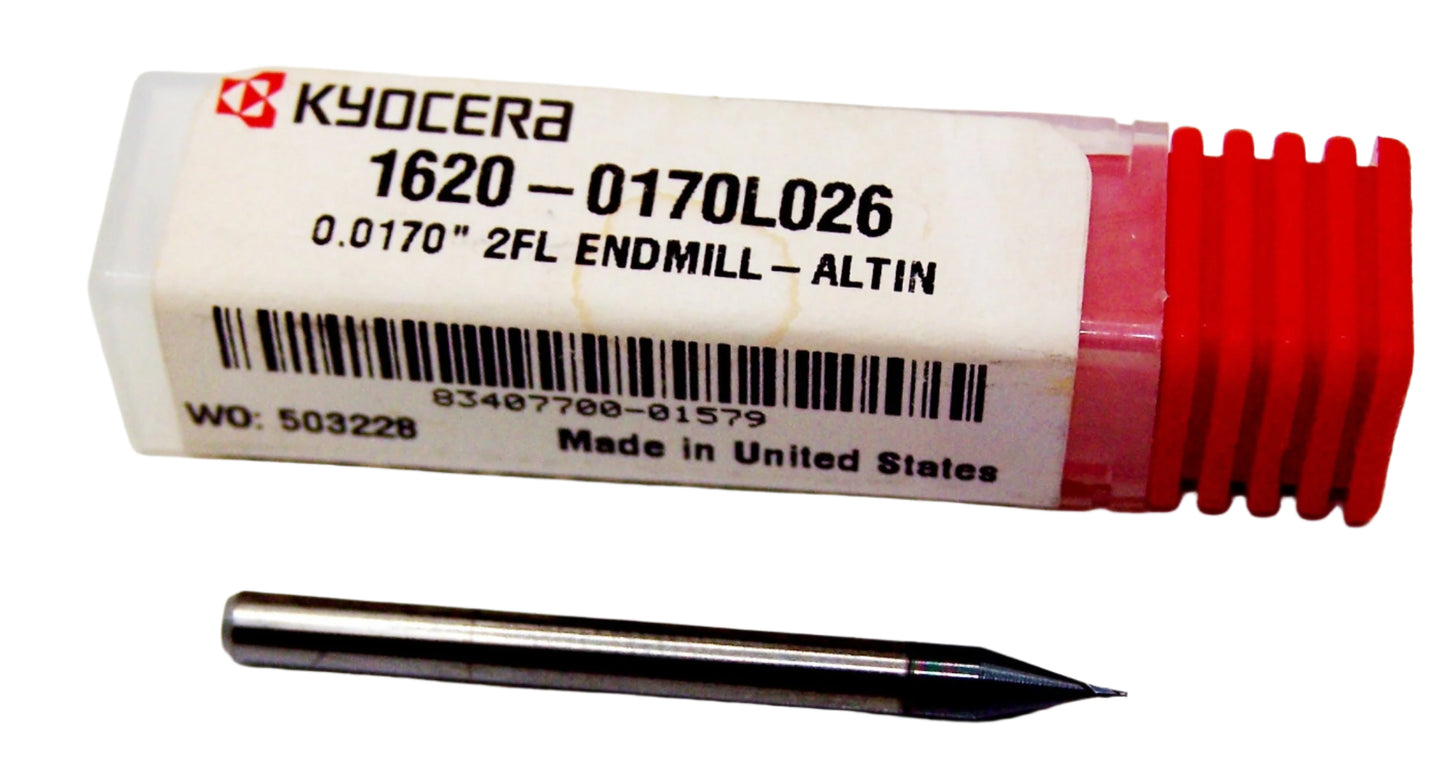 KYOCERA
1620-0170L026
0.0170" 2FL ENDMILL-ALTIN
83407700-01579
WO: 503228
Made in United States